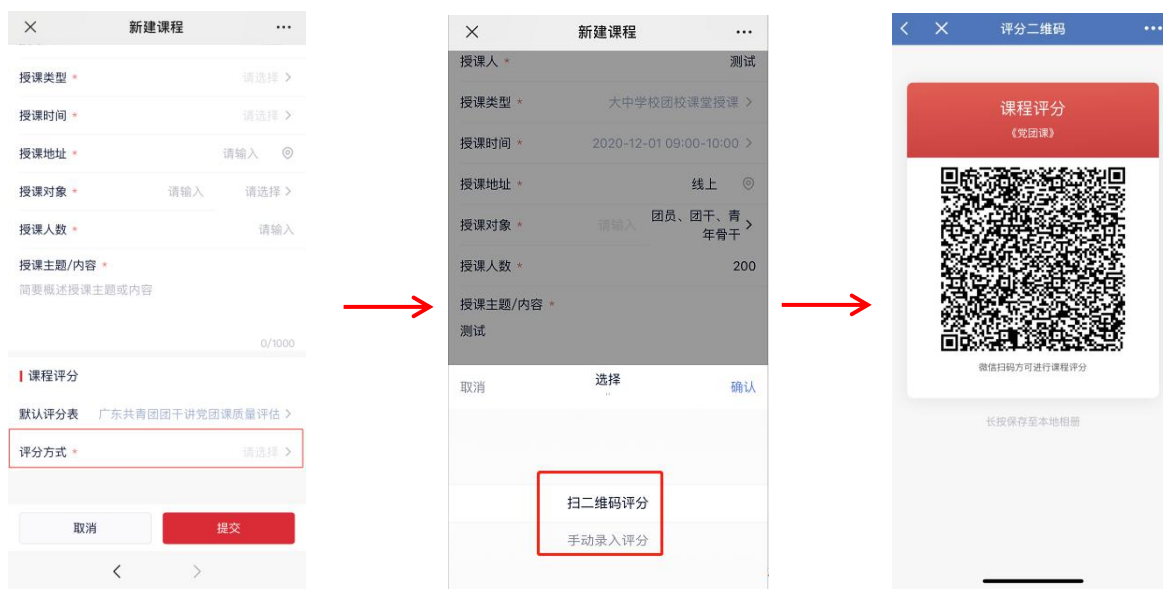 新建课程
授课类型 * 请选择
授课时间 * 请选择
授课地址 * 请输入
授课对象 * 请输入 请选择
授课人数 * 请输入
授课主题/内容 *
简要概述授课主题或内容
0/1000
课程评分
默认评分表 广东共青团团干讲党团课质量评估
评分方式 * 请选择
取消 提交
新建课程
授课人 * 测试
授课类型 * 大中学校团校课堂授课
授课时间 * 2020-12-01 09:00-10:00
授课地址 * 线上
授课对象 * 请输入 团员、团干、青
年骨干
授课人数 * 200
授课主题/内容 *
测试
取消 选择 确认
扫二维码评分
手动录入评分
评分二维码
课程评分
《党团课》
微信扫码方可进行课程评分
长按保存至本地相册